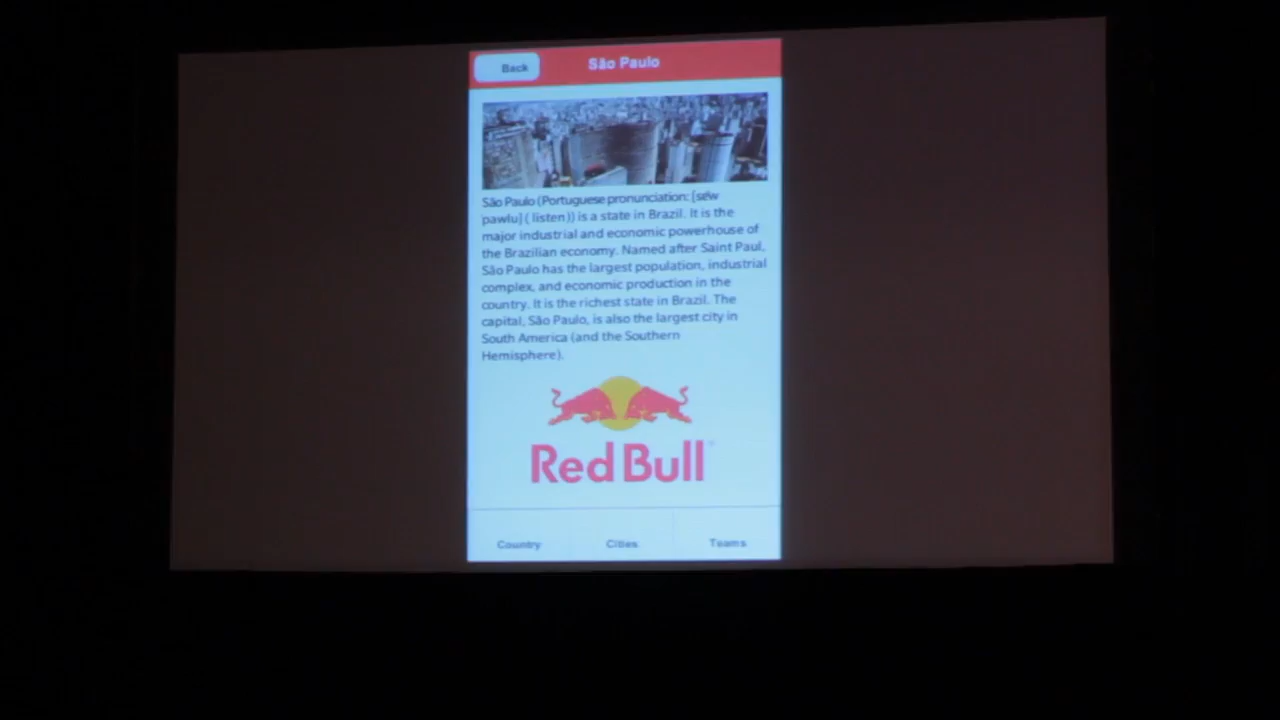 Back
São Paulo
São Paulo (Portuguese pronunciation: [sɐ̃w
pawlu] ( listen)) is a state in Brazil. It is the
major industrial and economic powerhouse of
the Brazilian economy. Named after Saint Paul,
São Paulo has the largest population, industrial
complex, and economic production in the
country. It is the richest state in Brazil. The
capital, São Paulo, is also the largest city in
South America (and the Southern
Hemisphere).
Red Bull
Country
Cities
Teams